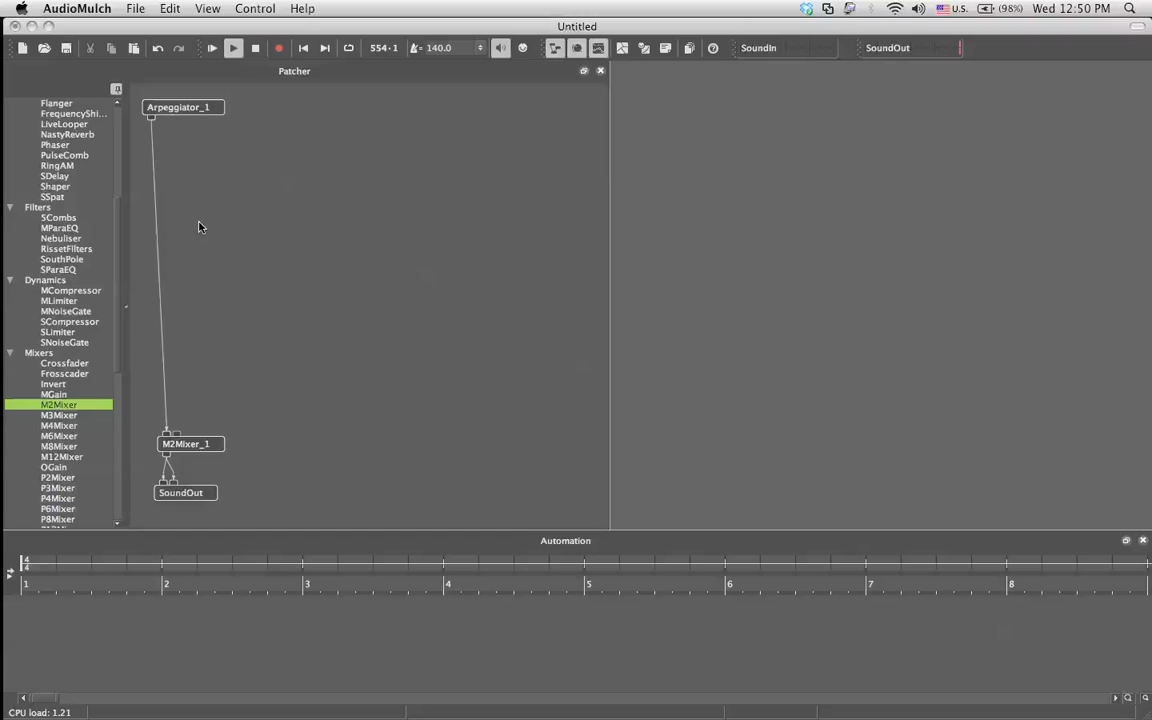 AudioMulch File Edit View Control Help U.S. (98%) Wed 12:50 PM
Untitled
554·1 140.0 SoundIn SoundOut
Patcher
Flanger
FrequencyShi...
LiveLooper
NastyReverb
Phaser
PulseComb
RingAM
SDelay
Shaper
SSpat
Filters
5Combs
MParaEQ
Nebuliser
RissetFilters
SouthPole
SParaEQ
Dynamics
MCompressor
MLimiter
MNoiseGate
SCompressor
SLimiter
SNoiseGate
Mixers
Crossfader
Frosscader
Invert
MGain
M2Mixer
M3Mixer
M4Mixer
M6Mixer
M8Mixer
M12Mixer
OGain
P2Mixer
P3Mixer
P4Mixer
P6Mixer
P8Mixer
Arpeggiator_1
M2Mixer_1
SoundOut
Automation
4
4
1 2 3 4 5 6 7 8
CPU load: 1.21